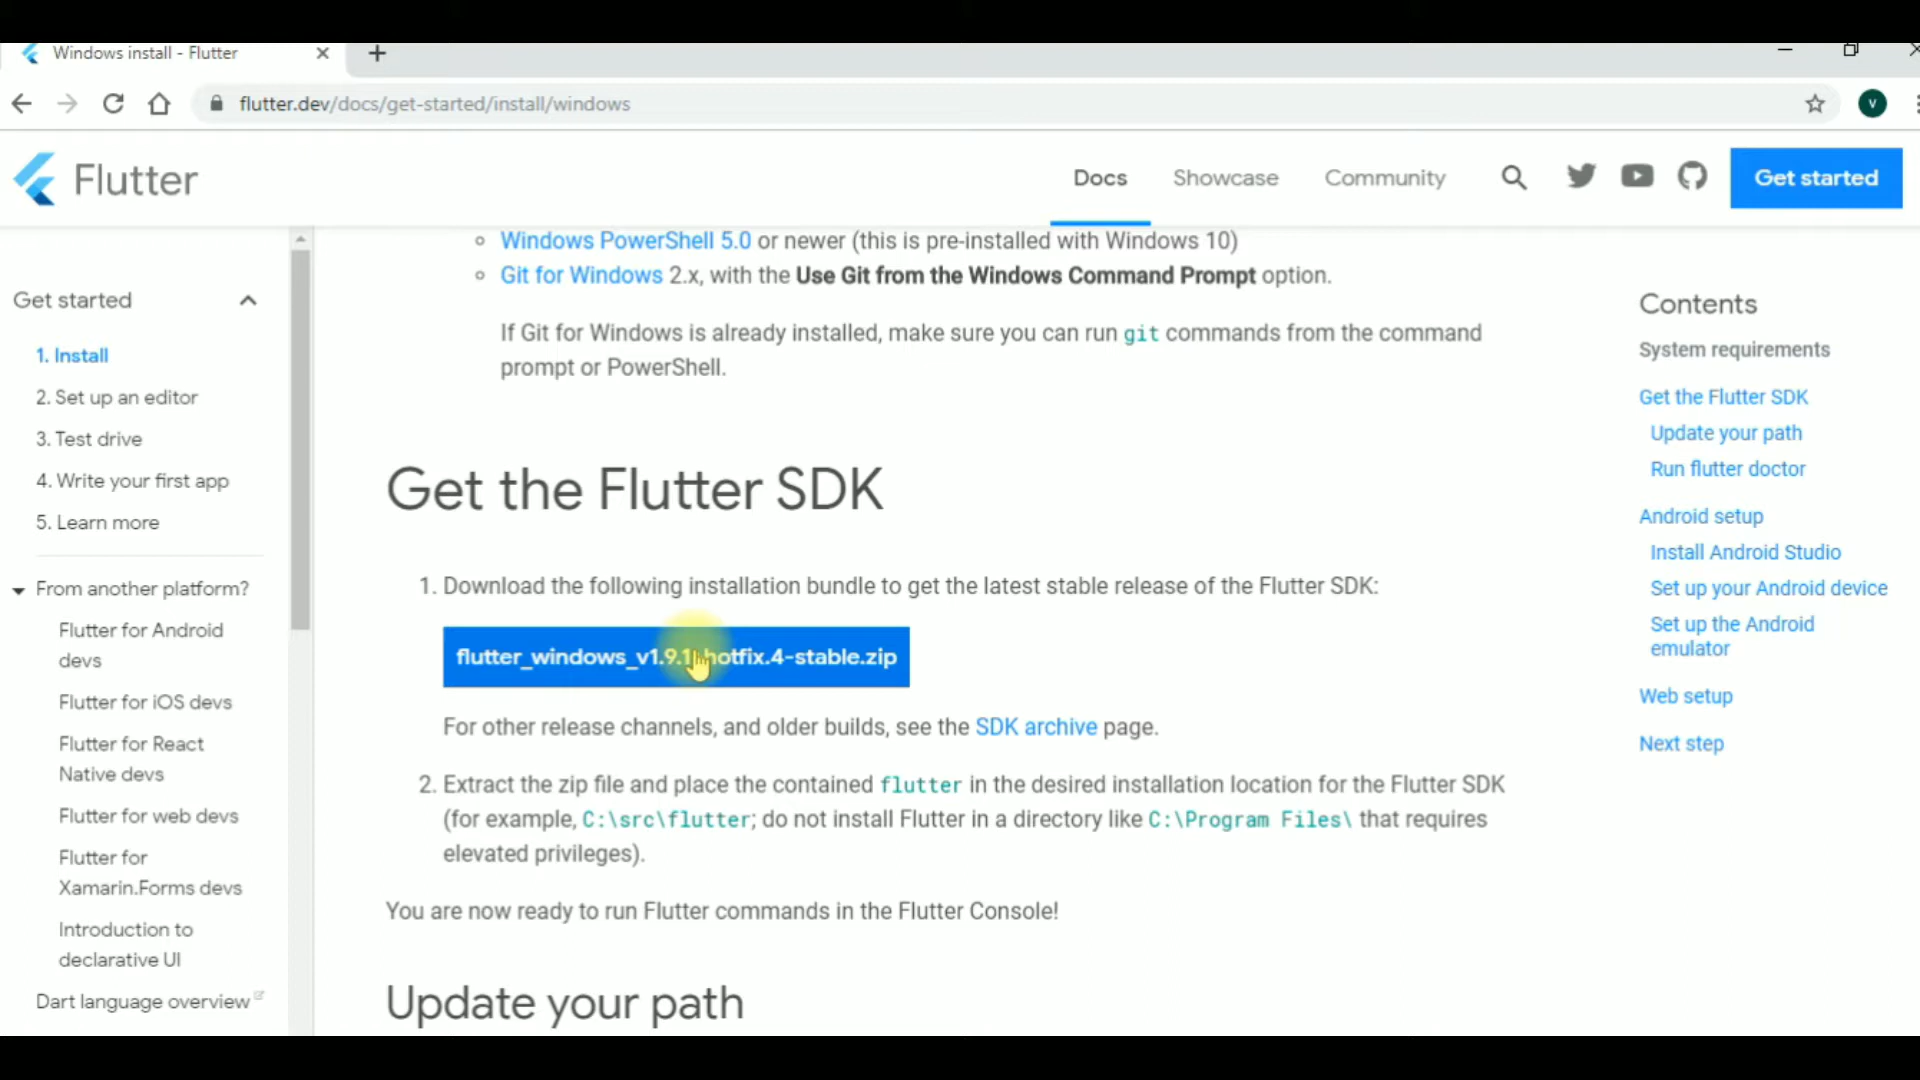 Windows install - Flutter
flutter.dev/docs/get-started/install/windows
V
Flutter
Docs
Showcase
Community
Get started
Get started
1. Install
2. Set up an editor
3. Test drive
4. Write your first app
5. Learn more
From another platform?
Flutter for Android
devs
Flutter for iOS devs
Flutter for React
Native devs
Flutter for web devs
Flutter for
Xamarin.Forms devs
Introduction to
declarative UI
Dart language overview
Windows PowerShell 5.0 or newer (this is pre-installed with Windows 10)
Git for Windows 2.x, with the Use Git from the Windows Command Prompt option.
If Git for Windows is already installed, make sure you can run git commands from the command
prompt or PowerShell.
Get the Flutter SDK
1. Download the following installation bundle to get the latest stable release of the Flutter SDK:
flutter_windows_v1.9.1 hotfix.4-stable.zip
For other release channels, and older builds, see the SDK archive page.
2. Extract the zip file and place the contained flutter in the desired installation location for the Flutter SDK
(for example, C:\src\flutter; do not install Flutter in a directory like C:\Program Files\ that requires
elevated privileges).
You are now ready to run Flutter commands in the Flutter Console!
Update your path
Contents
System requirements
Get the Flutter SDK
Update your path
Run flutter doctor
Android setup
Install Android Studio
Set up your Android device
Set up the Android
emulator
Web setup
Next step